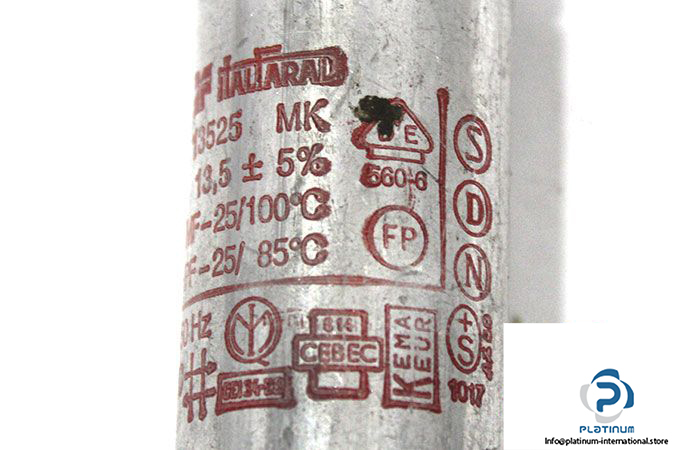 ITALFARAD
13525 MK
13,5 ± 5%
-25/100°C
-25/ 85°C
E
560-6
FP
S
D
N
+S
1017
Hz
CEBEC
KEMA
KEUR
PLATINUM
Info@platinum-international.store